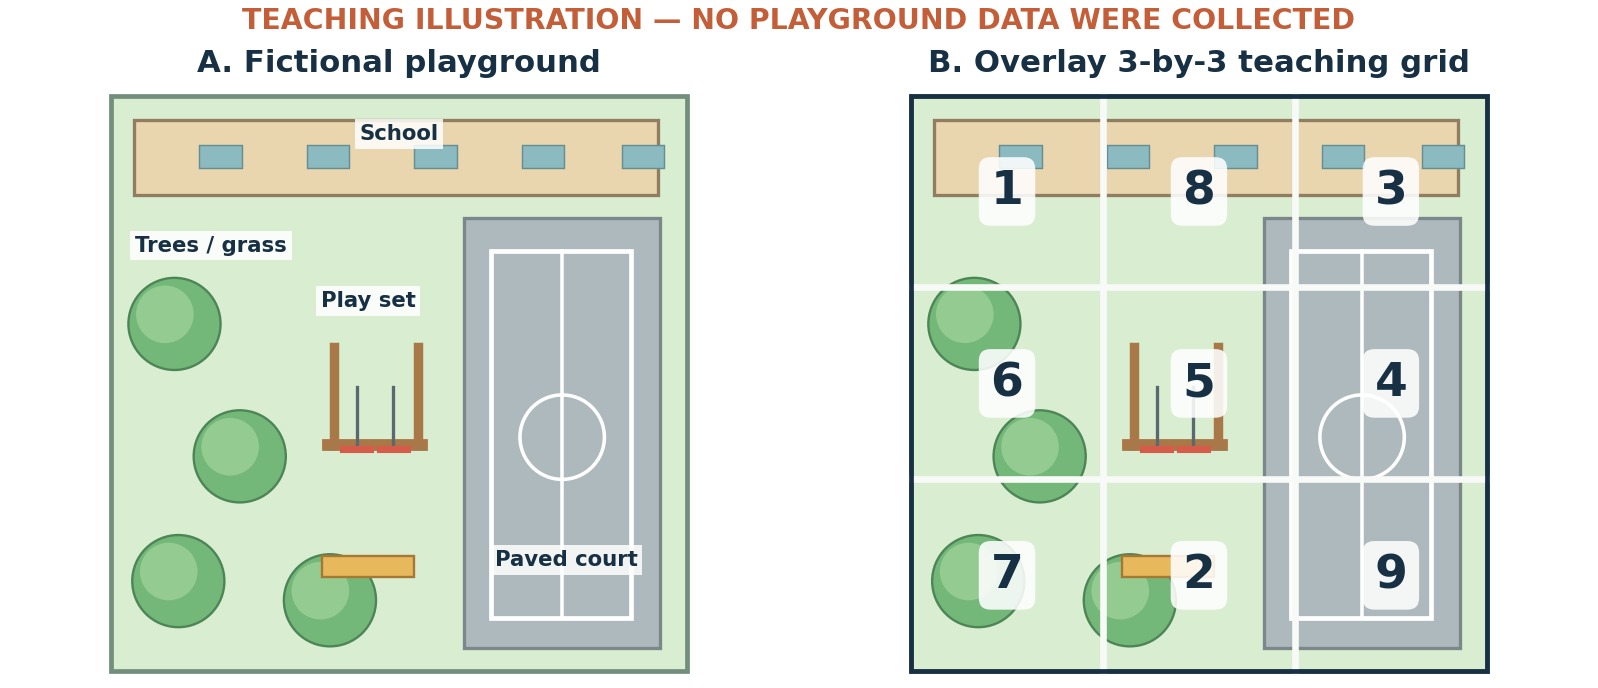 TEACHING ILLUSTRATION — NO PLAYGROUND DATA WERE COLLECTED
A. Fictional playground
School
Trees / grass
Play set
Paved court
B. Overlay 3-by-3 teaching grid
1 8 3
6 5 4
7 2 9